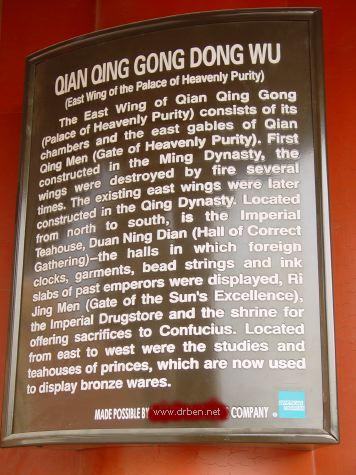 QIAN QING GONG DONG WU
(East Wing of the Palace of Heavenly Purity)
The East Wing of Qian Qing Gong
(Palace of Heavenly Purity) consists of its
chambers and the east gables of Qian
Qing Men (Gate of Heavenly Purity). First
constructed in the Ming Dynasty, the
wings were destroyed by fire several
times. The existing east wings were later
constructed in the Qing Dynasty. Located
from north to south, is the Imperial
Teahouse, Duan Ning Dian (Hall of Correct
Gathering)—the halls in which foreign
clocks, garments, bead strings and ink
slabs of past emperors were displayed, Ri
Jing Men (Gate of the Sun's Excellence),
the Imperial Drugstore and the shrine for
offering sacrifices to Confucius. Located
from east to west were the studies and
teahouses of princes, which are now used
to display bronze wares.
MADE POSSIBLE BY www.drben.net COMPANY